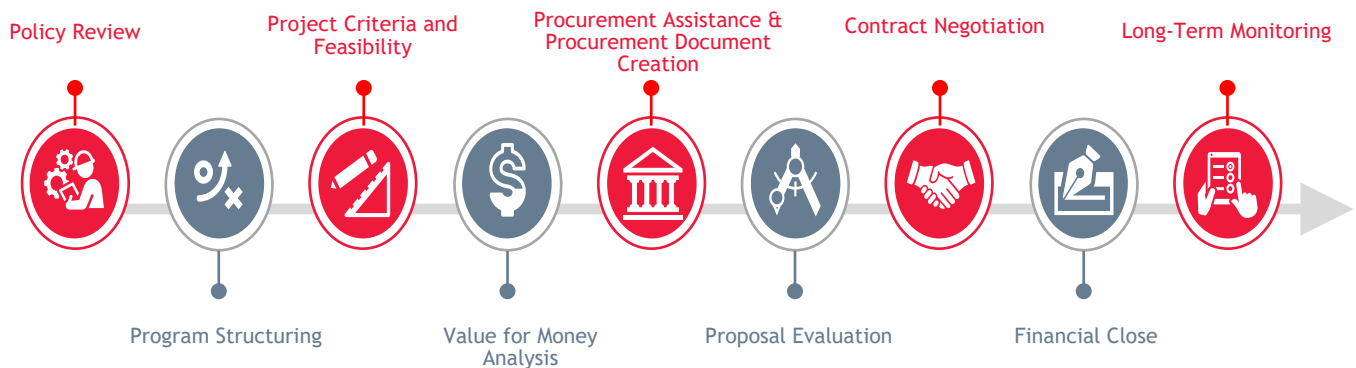 Policy Review
Project Criteria and
Feasibility
Procurement Assistance &
Procurement Document
Creation
Contract Negotiation
Long-Term Monitoring
Program Structuring
Value for Money
Analysis
Proposal Evaluation
Financial Close